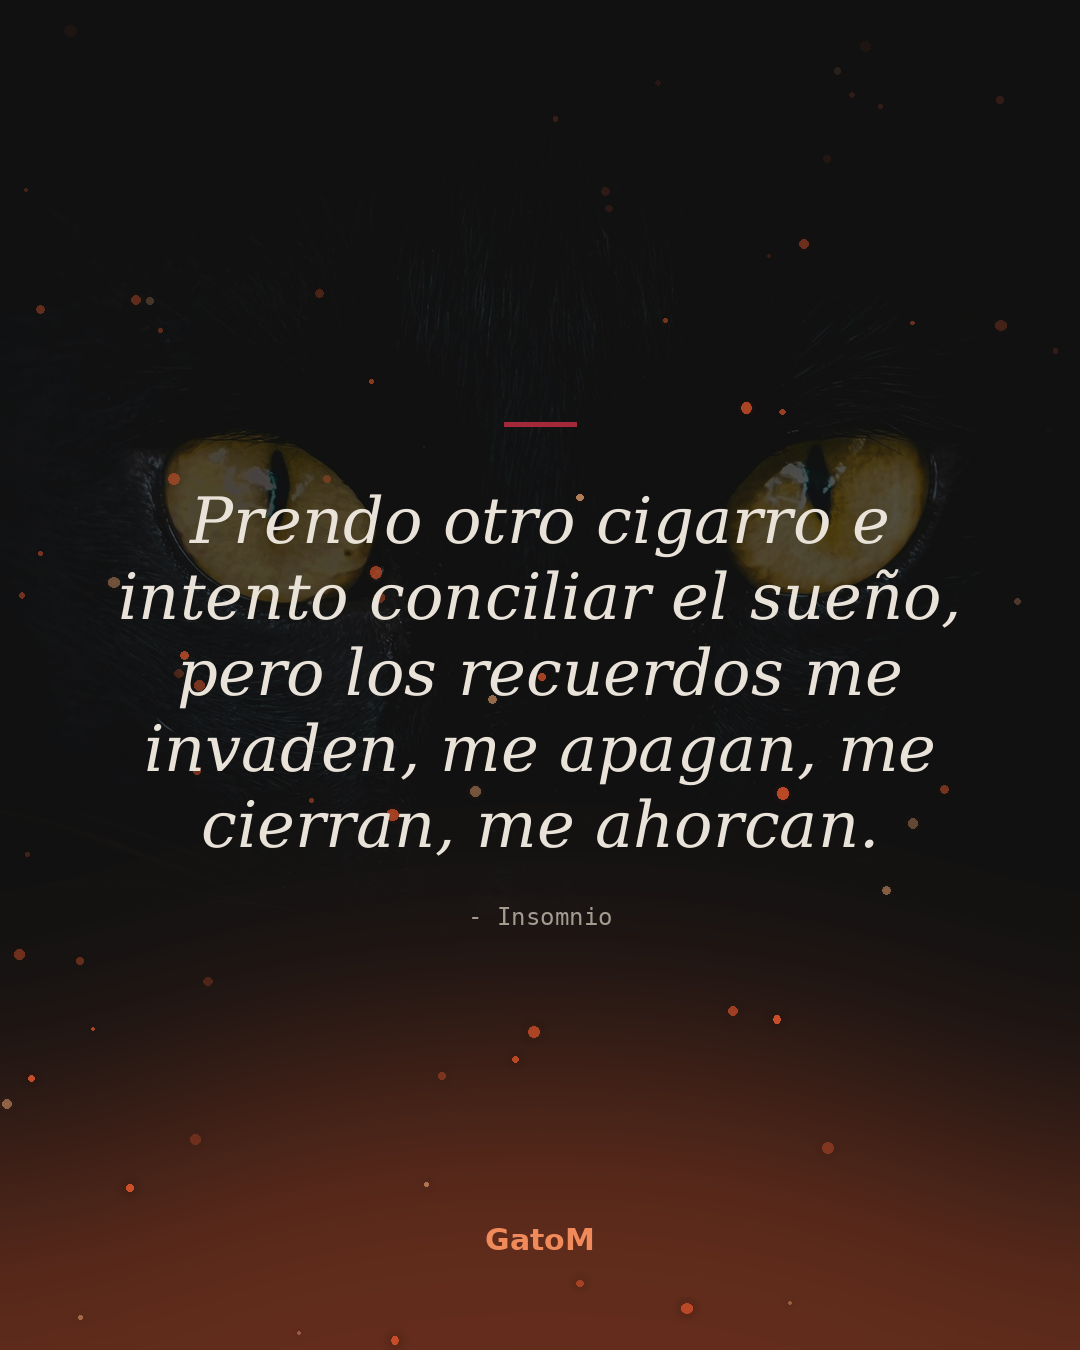 Prendo otro cigarro e
intento conciliar el sueño,
pero los recuerdos me
invaden, me apagan, me
cierran, me ahorcan.
- Insomnio
GatoM